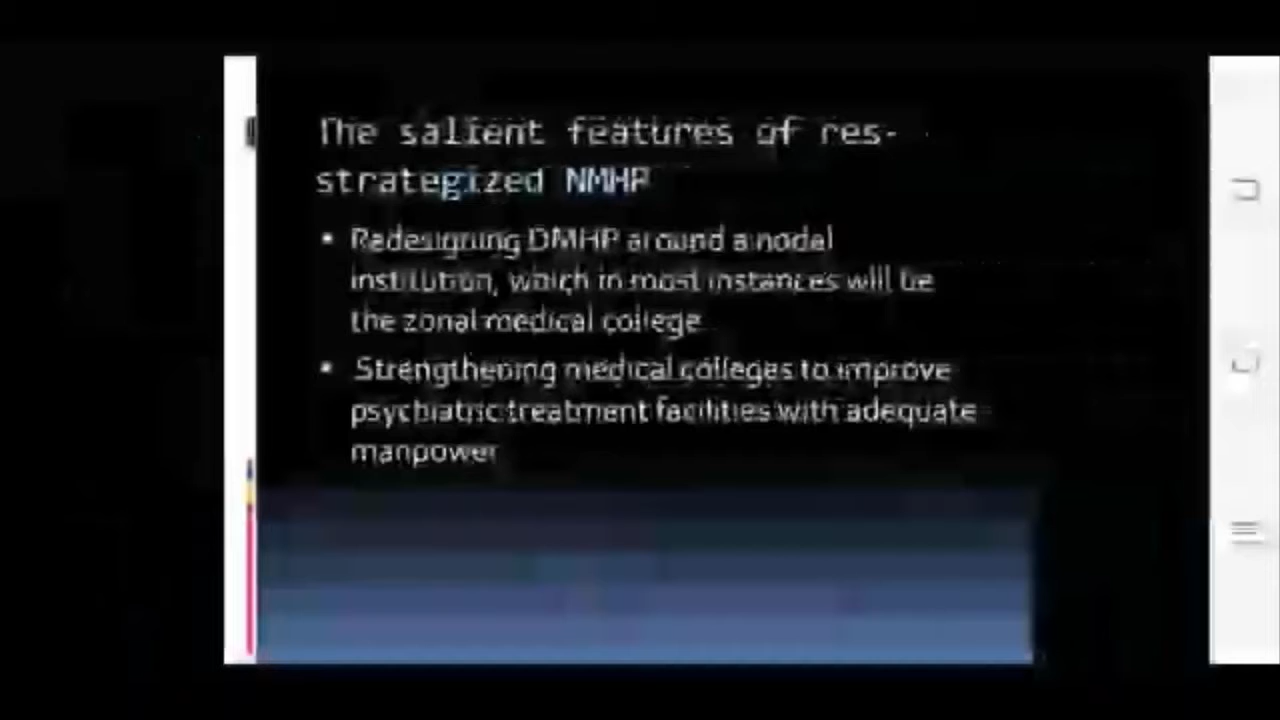 The salient features of res-
strategized NMHP
• Redesigning DMHP around a nodal
institution, which in most instances will be
the zonal medical college
• Strengthening medical colleges to improve
psychiatric treatment facilities with adequate
manpower